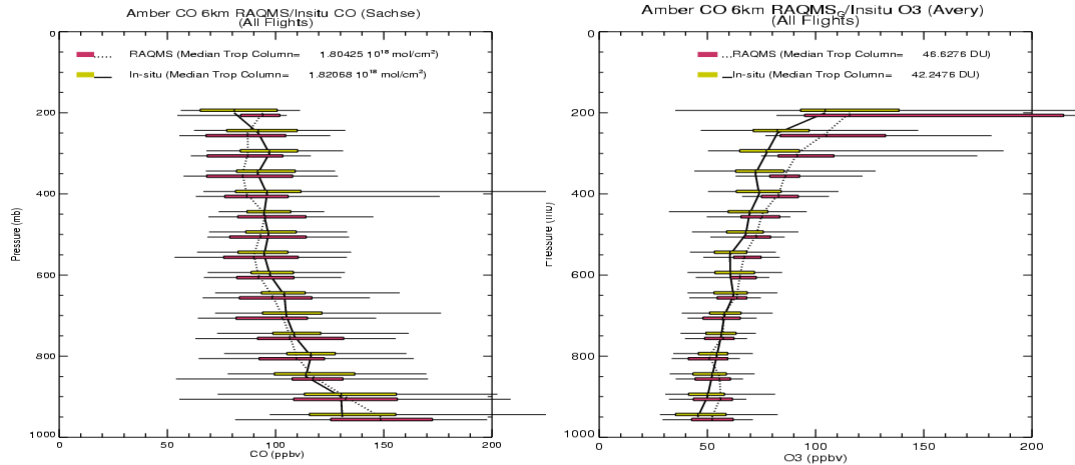 Amber CO 6km RAQMS/Insitu CO (Sachse)
(All Flights)
RAQMS (Median Trop Column= 1.80425 10¹⁸ mol/cm²)
In-situ (Median Trop Column= 1.82068 10¹⁸ mol/cm²)
0
200
400
600
800
1000
Pressure (mb)
0 50 100 150 200
CO (ppbv)
Amber CO 6km RAQMS /Insitu O3 (Avery)
(All Flights)
RAQMS (Median Trop Column= 46.6276 DU)
In-situ (Median Trop Column= 42.2476 DU)
0
200
400
600
800
1000
Pressure (mb)
0 50 100 150 200
O3 (ppbv)